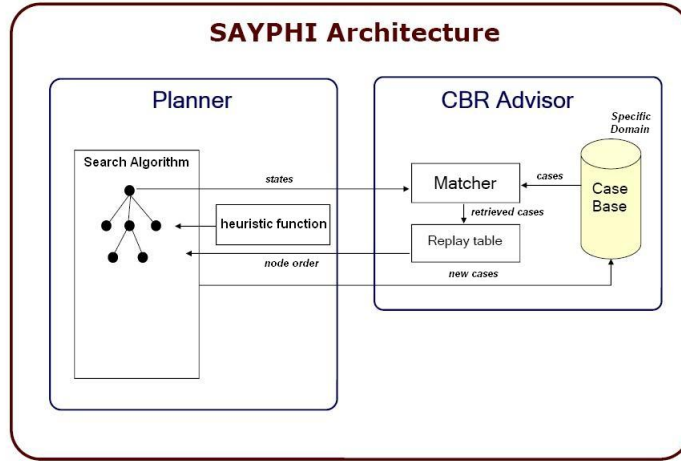 SAYPHI Architecture
Planner
CBR Advisor
Specific
Domain
Search Algorithm
states
Matcher
cases
Case
Base
retrieved cases
heuristic function
Replay table
node order
new cases